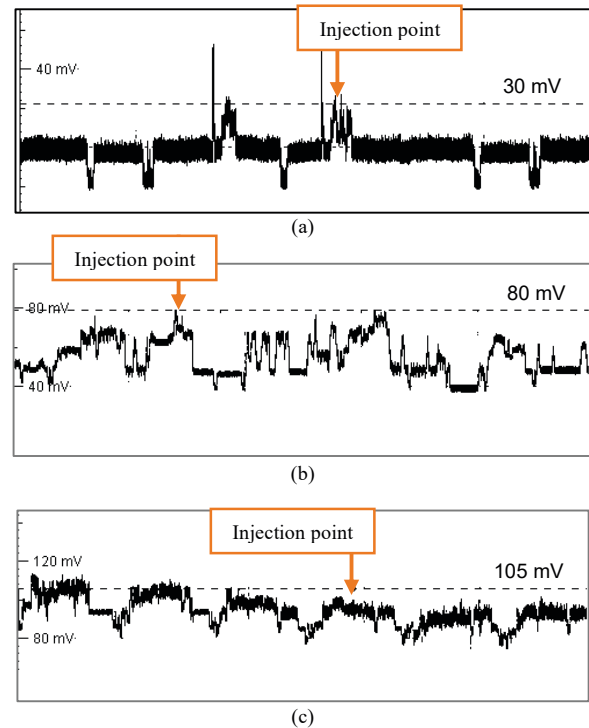 Injection point
40 mV
30 mV
(a)
Injection point
80 mV
80 mV
40 mV
(b)
Injection point
120 mV
105 mV
80 mV
(c)